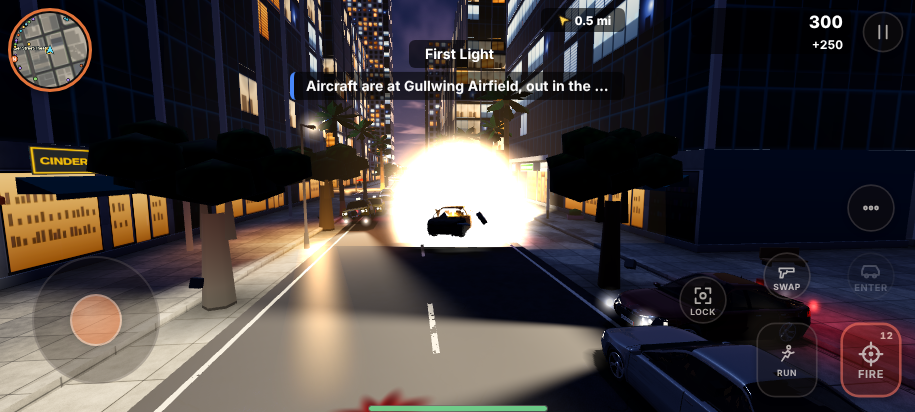 0.5 mi
300
+250
First Light
Aircraft are at Gullwing Airfield, out in the ...
CINDER
SWAP
ENTER
LOCK
12
RUN
FIRE